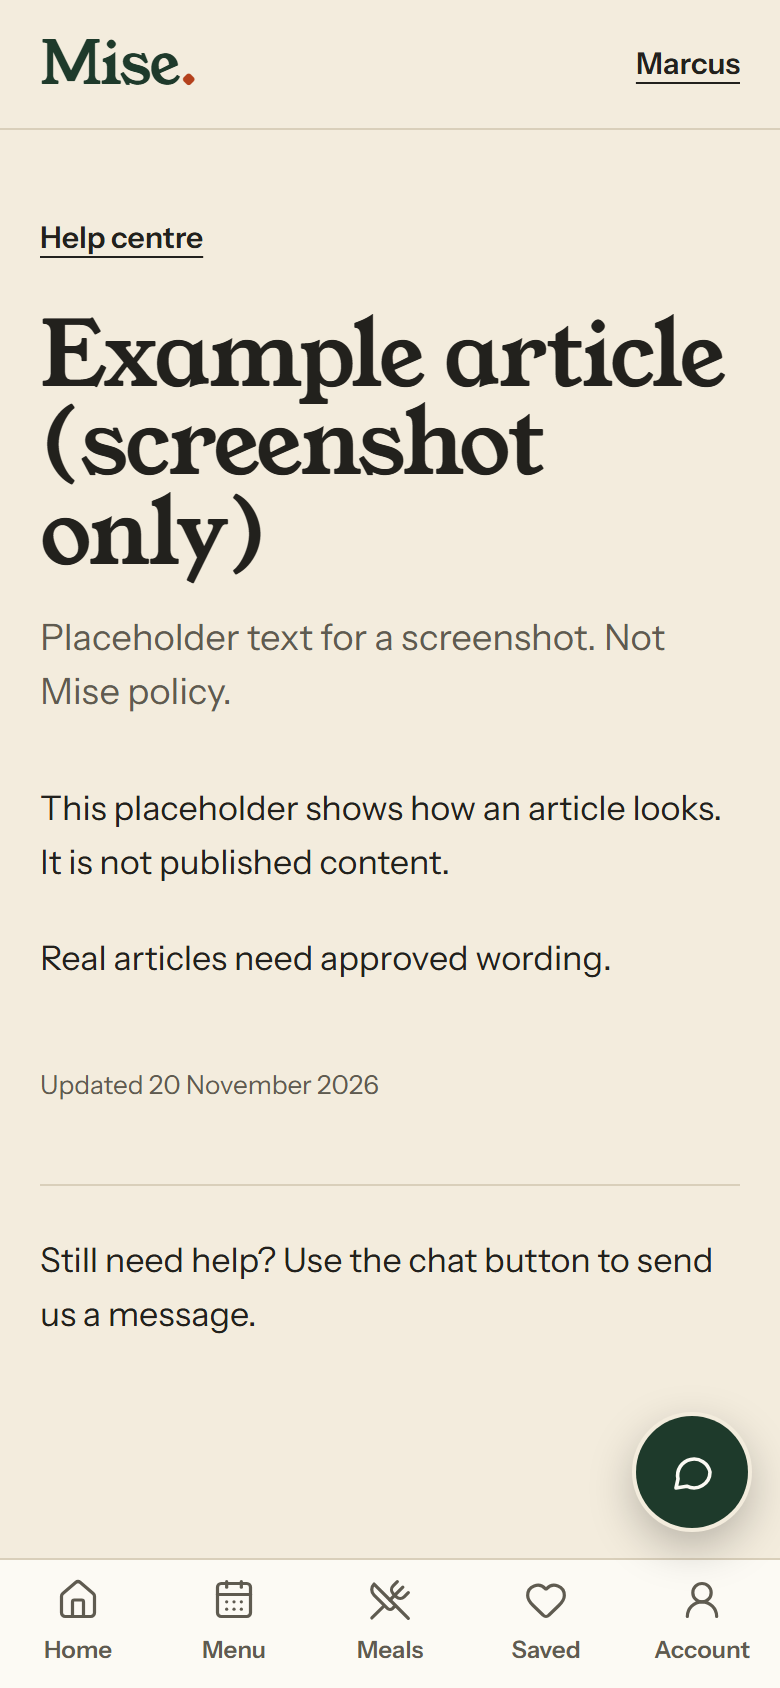 Mise.
Marcus
Help centre
Example article
(screenshot
only)
Placeholder text for a screenshot. Not
Mise policy.
This placeholder shows how an article looks.
It is not published content.
Real articles need approved wording.
Updated 20 November 2026
Still need help? Use the chat button to send
us a message.
Home
Menu
Meals
Saved
Account